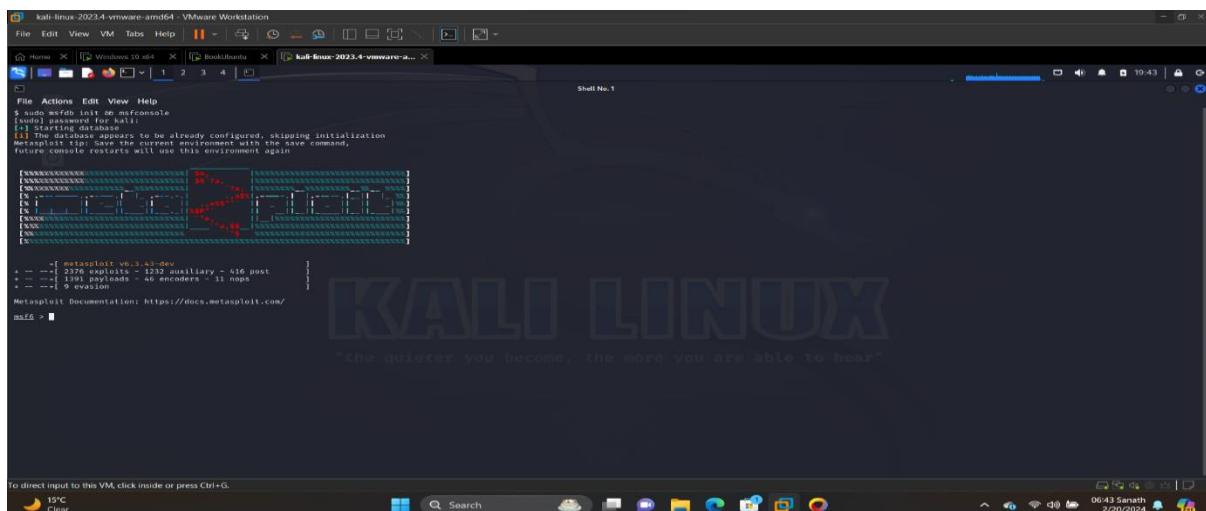 kali-linux-2023.4-vmware-amd64 - VMware Workstation
File Edit View VM Tabs Help
Home Windows 10 x64 BookUbuntu kali-linux-2023.4-vmware-a...
1 2 3 4 19:43
Shell No. 1
File Actions Edit View Help
$ sudo msfdb init && msfconsole
[sudo] password for kali:
[+] Starting database
[i] The database appears to be already configured, skipping initialization
Metasploit tip: Save the current environment with the save command,
future console restarts will use this environment again
=[ metasploit v6.3.43-dev ]
+ -- --=[ 2376 exploits - 1232 auxiliary - 416 post ]
+ -- --=[ 1391 payloads - 46 encoders - 11 nops ]
+ -- --=[ 9 evasion ]
Metasploit Documentation: https://docs.metasploit.com/
msf6 >
KALI LINUX
"the quieter you become, the more you are able to hear"
To direct input to this VM, click inside or press Ctrl+G.
15°C
Clear
Search
06:43 Sanath
2/20/2024